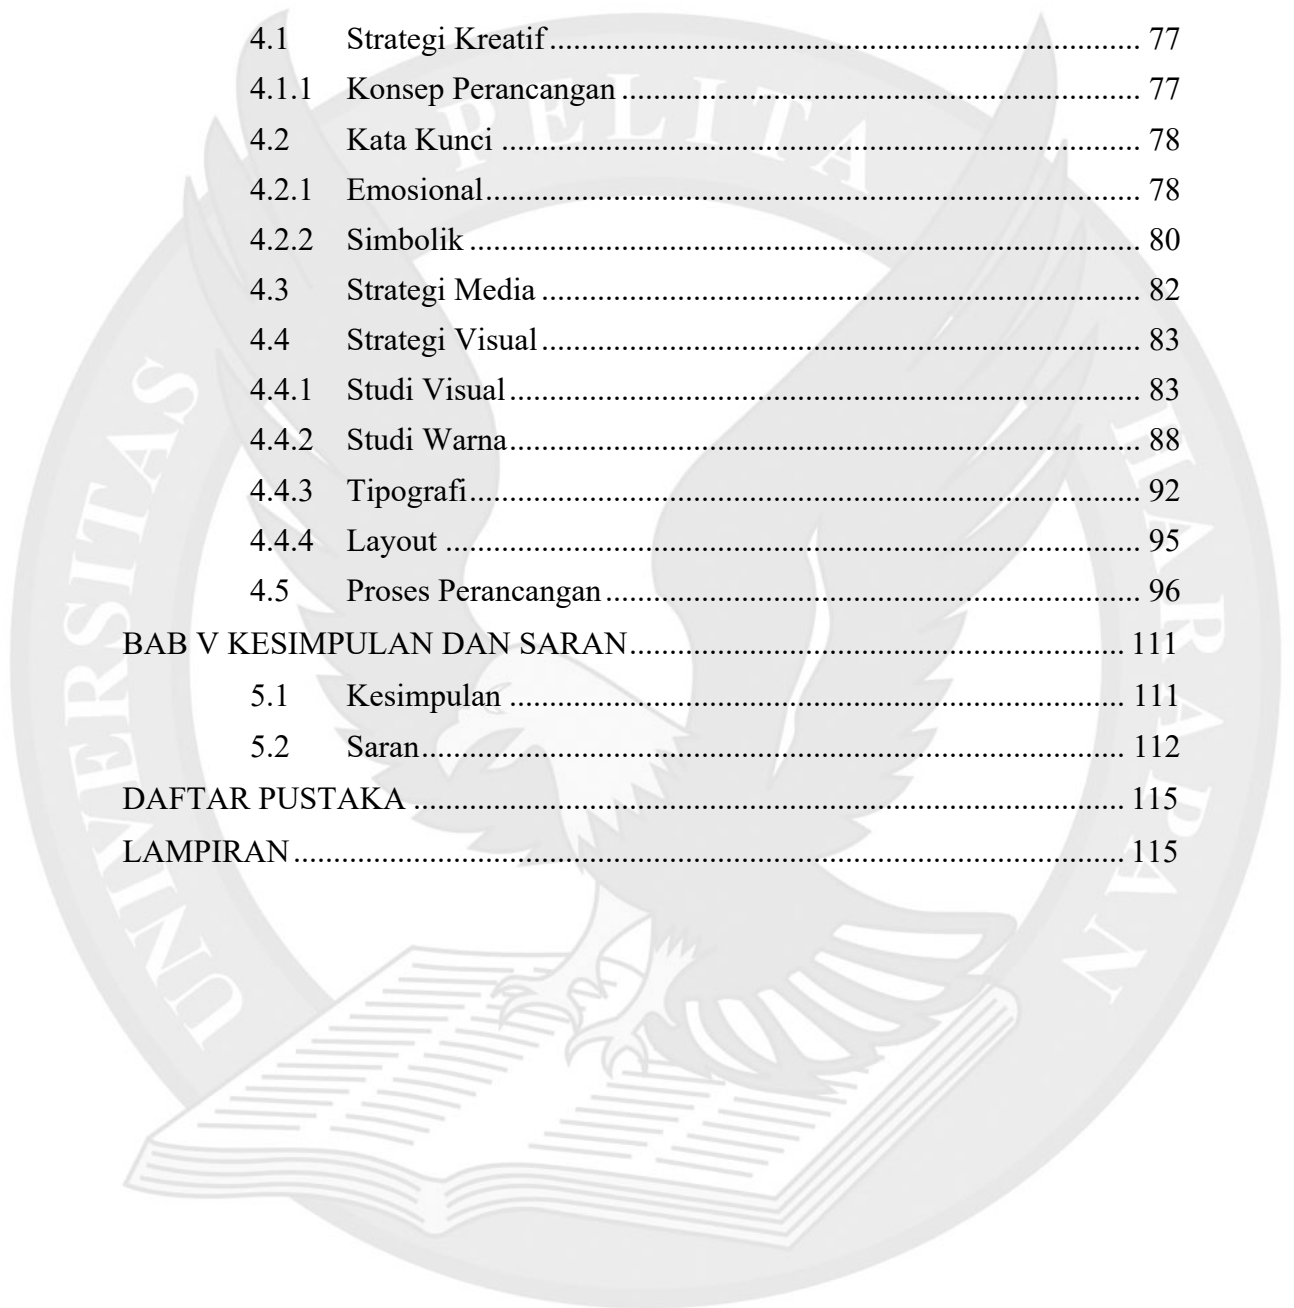 4.1 Strategi Kreatif.......................................................................... 77
4.1.1 Konsep Perancangan ................................................................. 77
4.2 Kata Kunci ................................................................................ 78
4.2.1 Emosional.................................................................................. 78
4.2.2 Simbolik .................................................................................... 80
4.3 Strategi Media ........................................................................... 82
4.4 Strategi Visual........................................................................... 83
4.4.1 Studi Visual............................................................................... 83
4.4.2 Studi Warna............................................................................... 88
4.4.3 Tipografi.................................................................................... 92
4.4.4 Layout ....................................................................................... 95
4.5 Proses Perancangan................................................................... 96
BAB V KESIMPULAN DAN SARAN.............................................................. 111
5.1 Kesimpulan ............................................................................. 111
5.2 Saran........................................................................................ 112
DAFTAR PUSTAKA ......................................................................................... 115
LAMPIRAN........................................................................................................ 115
UNIVERSITAS PELITA HARAPAN